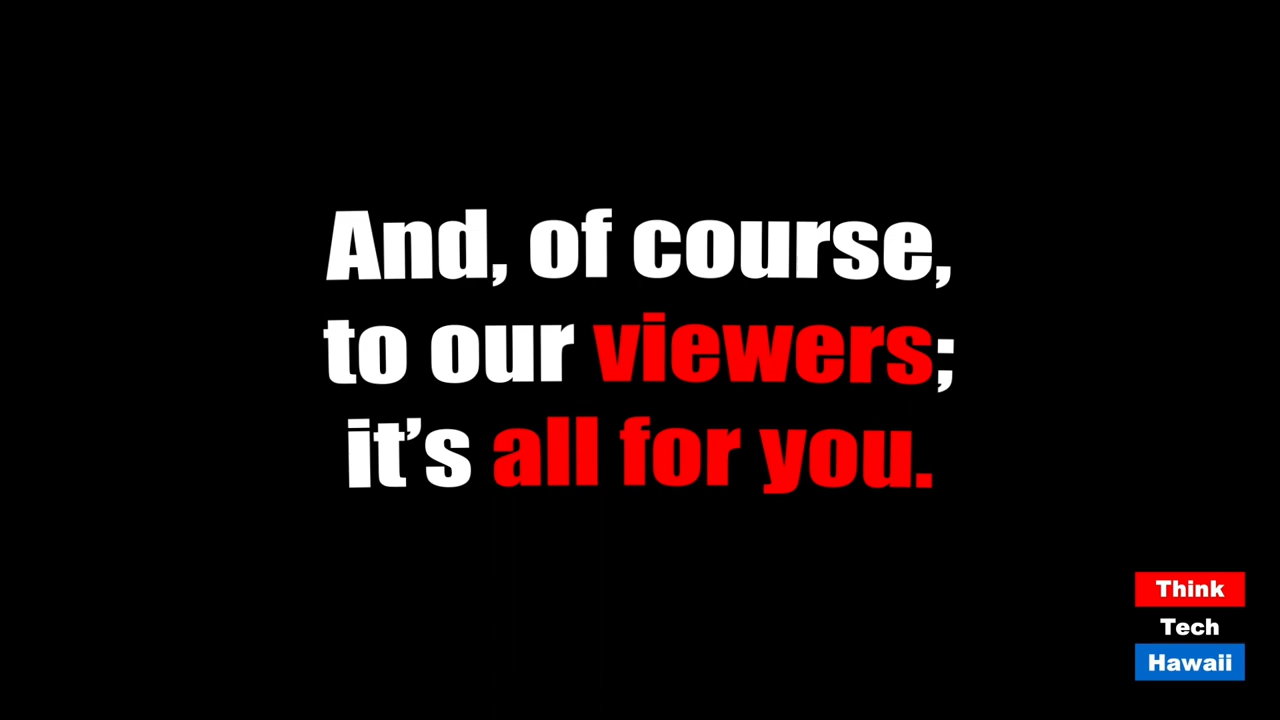 And, of course,
to our viewers;
it’s all for you.
Think
Tech
Hawaii